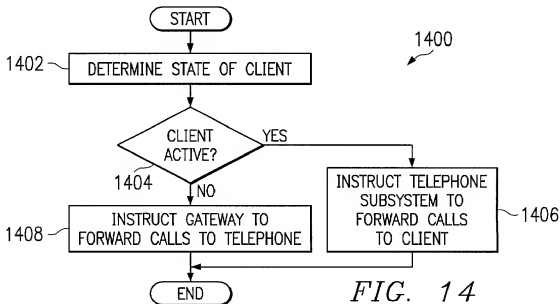 START
1400
1402
DETERMINE STATE OF CLIENT
CLIENT
ACTIVE?
YES
1404
NO
INSTRUCT TELEPHONE
SUBSYSTEM TO
FORWARD CALLS
TO CLIENT
1406
1408
INSTRUCT GATEWAY TO
FORWARD CALLS TO TELEPHONE
END
FIG. 14